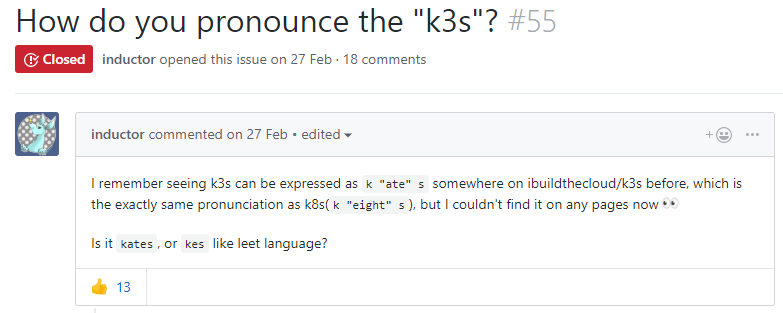 How do you pronounce the "k3s"? #55
Closed inductor opened this issue on 27 Feb · 18 comments
inductor commented on 27 Feb • edited
I remember seeing k3s can be expressed as k "ate" s somewhere on ibuildthecloud/k3s before, which is
the exactly same pronunciation as k8s( k "eight" s ), but I couldn't find it on any pages now 👀
Is it kates, or kes like leet language?
👍 13